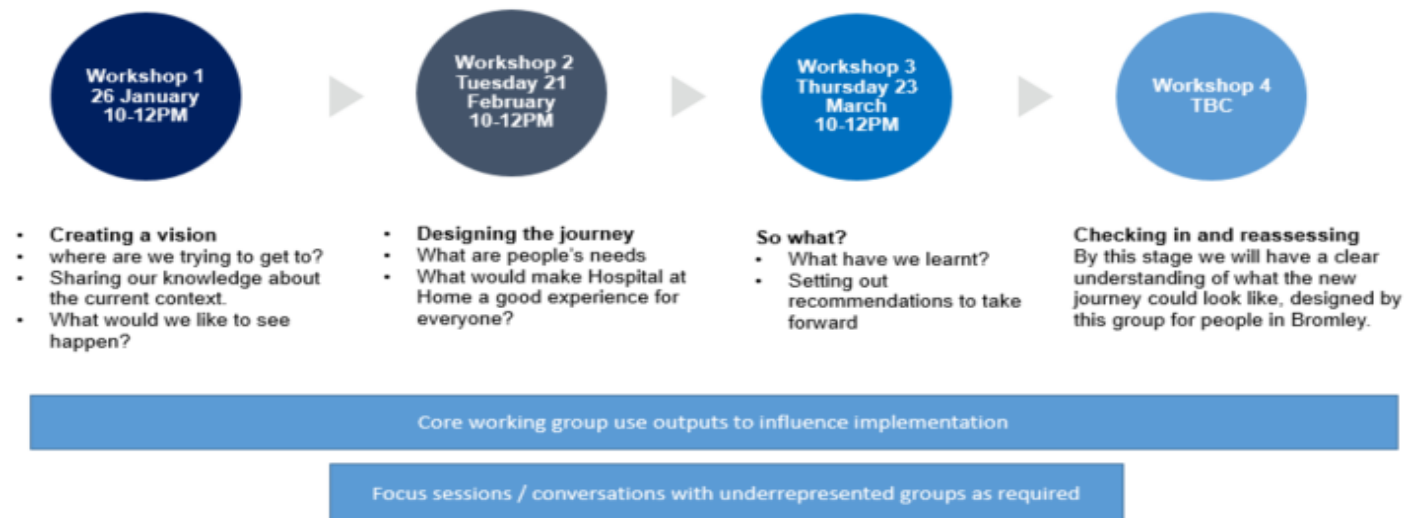 Workshop 1
26 January
10-12PM
Workshop 2
Tuesday 21
February
10-12PM
Workshop 3
Thursday 23
March
10-12PM
Workshop 4
TBC
• Creating a vision
• where are we trying to get to?
• Sharing our knowledge about
the current context.
• What would we like to see
happen?
• Designing the journey
• What are people's needs
• What would make Hospital at
Home a good experience for
everyone?
So what?
• What have we learnt?
• Setting out
recommendations to take
forward
Checking in and reassessing
By this stage we will have a clear
understanding of what the new
journey could look like, designed by
this group for people in Bromley.
Core working group use outputs to influence implementation
Focus sessions / conversations with underrepresented groups as required